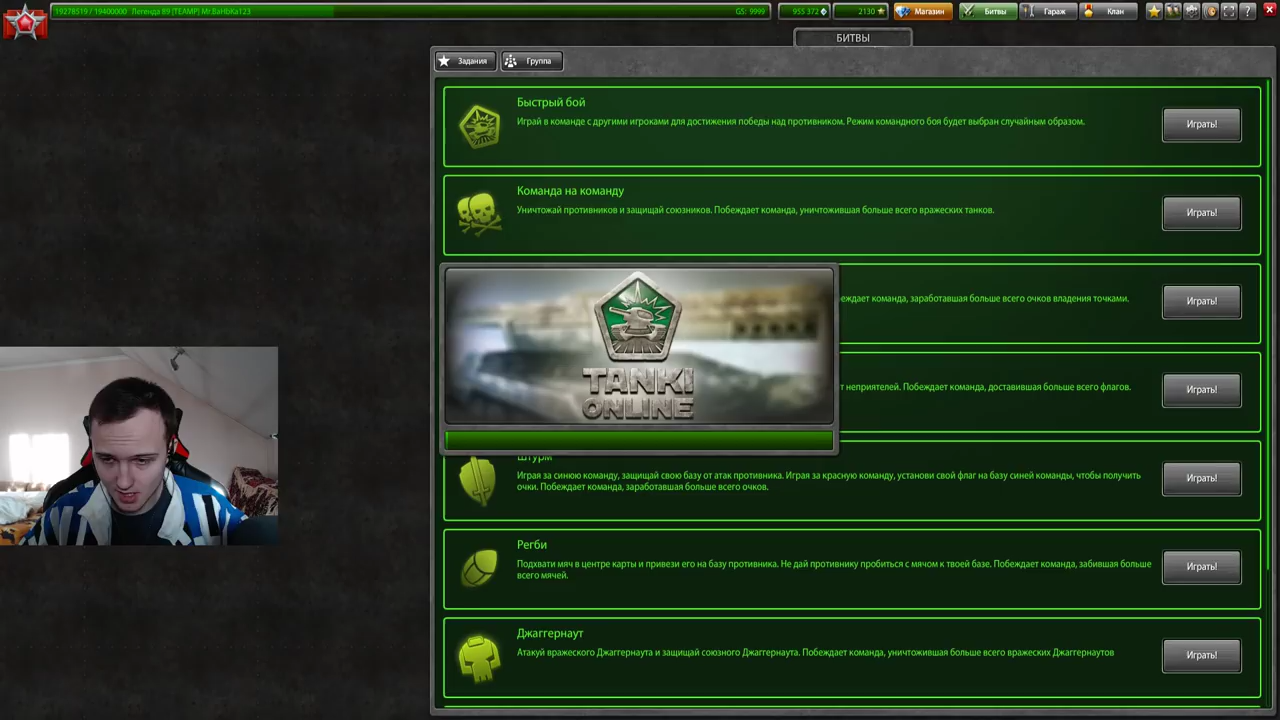 19278519 / 19400000 Легенда 89 [TEAMP] Mr.BaHbKa123
GS: 9999
955 372
2130
Магазин
Битвы
Гараж
Клан
?
БИТВЫ
Задания
Группа
Быстрый бой
Играй в команде с другими игроками для достижения победы над противником. Режим командного боя будет выбран случайным образом.
Играть!
Команда на команду
Уничтожай противников и защищай союзников. Побеждает команда, уничтожившая больше всего вражеских танков.
Играть!
команда, заработавшая больше всего очков владения точками.
Играть!
неприятелей. Побеждает команда, доставившая больше всего флагов.
Играть!
TANKI
ONLINE
Штурм
Играя за синюю команду, защищай свою базу от атак противника. Играя за красную команду, установи свой флаг на базу синей команды, чтобы получить
очки. Побеждает команда, заработавшая больше всего очков.
Играть!
Регби
Подхвати мяч в центре карты и привези его на базу противника. Не дай противнику пробиться с мячом к твоей базе. Побеждает команда, забившая больше
всего мячей.
Играть!
Джаггернаут
Атакуй вражеского Джаггернаута и защищай союзного Джаггернаута. Побеждает команда, уничтожившая больше всего вражеских Джаггернаутов
Играть!